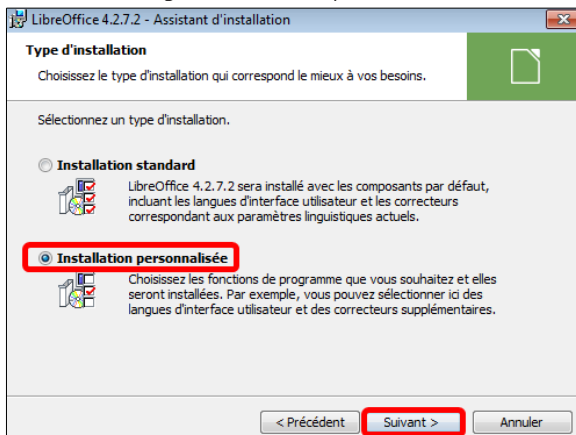 LibreOffice 4.2.7.2 - Assistant d'installation
Type d'installation
Choisissez le type d'installation qui correspond le mieux à vos besoins.
Sélectionnez un type d'installation.
Installation standard
LibreOffice 4.2.7.2 sera installé avec les composants par défaut,
incluant les langues d'interface utilisateur et les correcteurs
correspondant aux paramètres linguistiques actuels.
Installation personnalisée
Choisissez les fonctions de programme que vous souhaitez et elles
seront installées. Par exemple, vous pouvez sélectionner ici des
langues d'interface utilisateur et des correcteurs supplémentaires.
< Précédent Suivant > Annuler